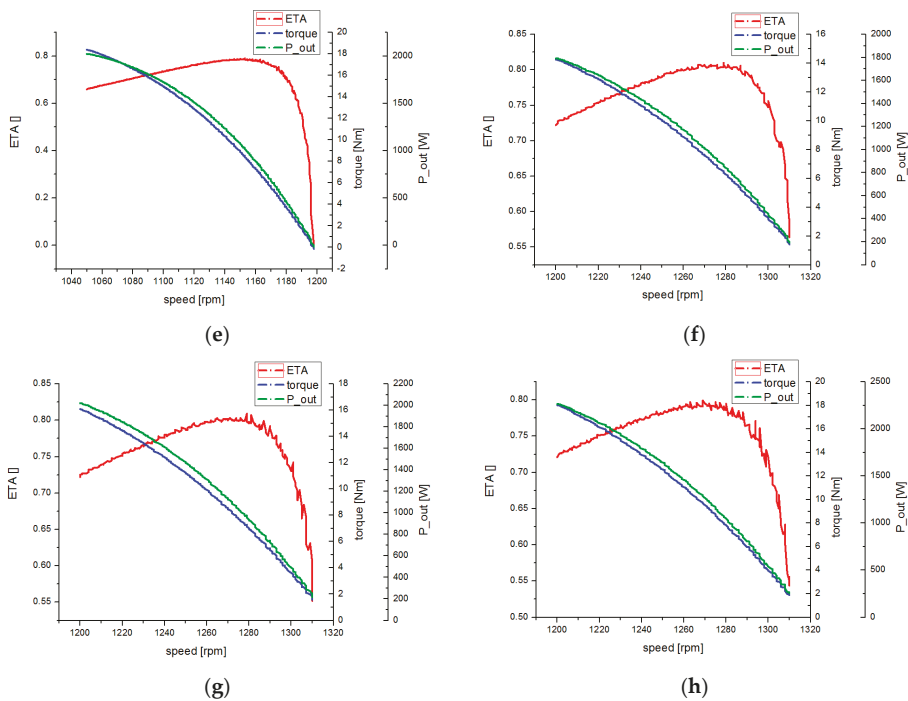 ETA
torque
P_out
0.8
0.6
0.4
0.2
0.0
ETA []
20
18
16
14
12
10
8
6
4
2
0
-2
torque [Nm]
2000
1500
1000
500
0
P_out [W]
1040 1060 1080 1100 1120 1140 1160 1180 1200
speed [rpm]
(e)
ETA
torque
P_out
0.85
0.80
0.75
0.70
0.65
0.60
0.55
ETA []
16
14
12
10
8
6
4
2
0
torque [Nm]
2000
1800
1600
1400
1200
1000
800
600
400
200
0
P_out [W]
1200 1220 1240 1260 1280 1300 1320
speed [rpm]
(f)
ETA
torque
P_out
0.85
0.80
0.75
0.70
0.65
0.60
0.55
ETA []
18
16
14
12
10
8
6
4
2
0
torque [Nm]
2200
2000
1800
1600
1400
1200
1000
800
600
400
200
0
P_out [W]
1200 1220 1240 1260 1280 1300 1320
speed [rpm]
(g)
ETA
torque
P_out
0.80
0.75
0.70
0.65
0.60
0.55
0.50
ETA []
20
18
16
14
12
10
8
6
4
2
0
torque [Nm]
2500
2000
1500
1000
500
0
P_out [W]
1200 1220 1240 1260 1280 1300 1320
speed [rpm]
(h)